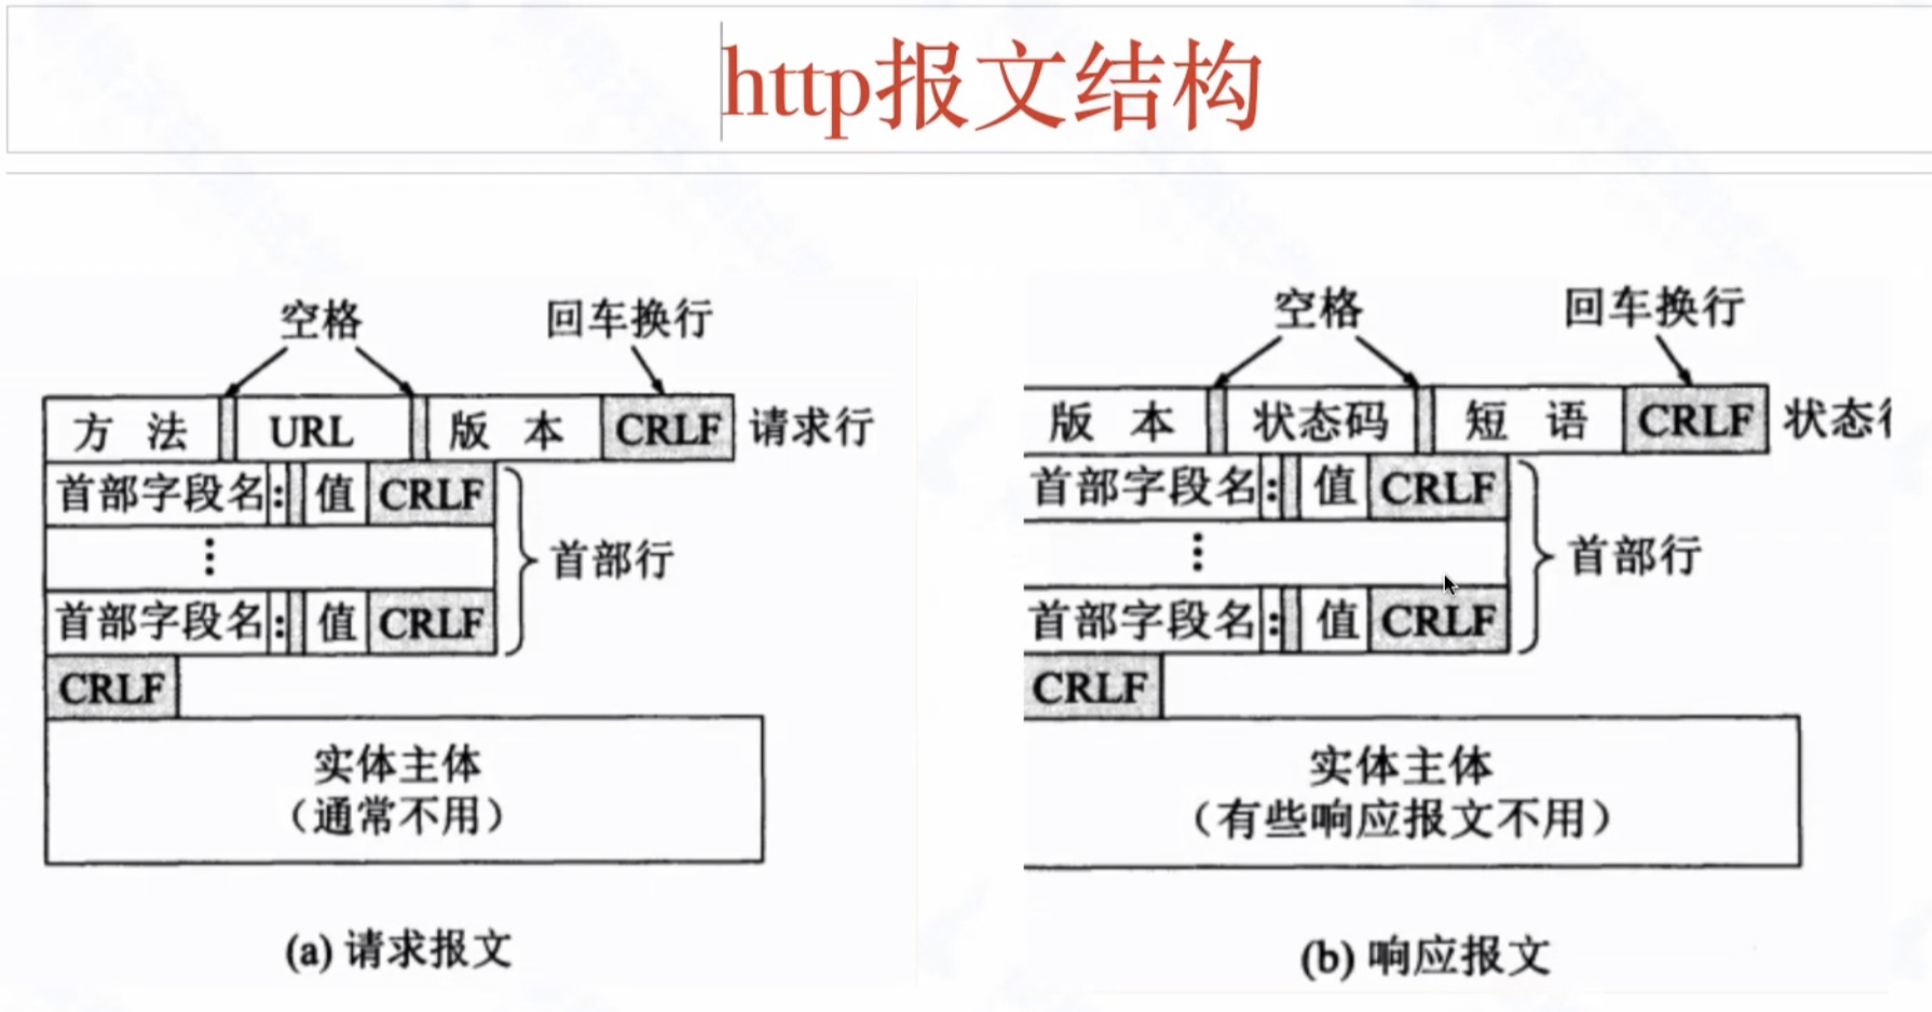 http报文结构
空格 回车换行
方法 URL 版本 CRLF 请求行
首部字段名: 值 CRLF
⋮
首部行
首部字段名: 值 CRLF
CRLF
实体主体
（通常不用）
(a) 请求报文
空格 回车换行
版本 状态码 短语 CRLF 状态
首部字段名: 值 CRLF
⋮
首部行
首部字段名: 值 CRLF
CRLF
实体主体
（有些响应报文不用）
(b) 响应报文